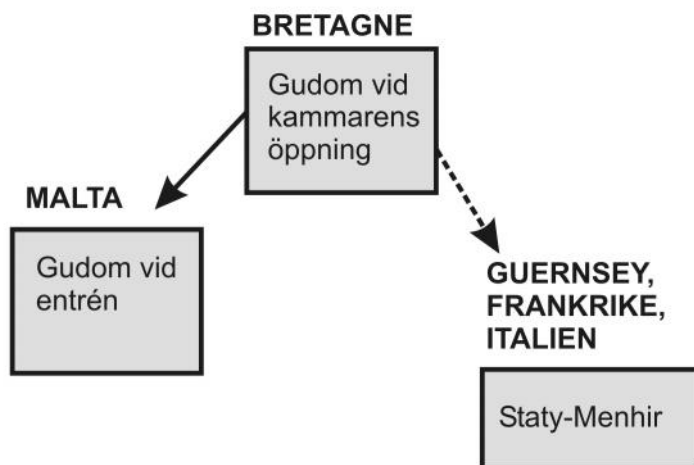 BRETAGNE
Gudom vid
kammarens
öppning
MALTA
Gudom vid
entrén
GUERNSEY,
FRANKRIKE,
ITALIEN
Staty-Menhir